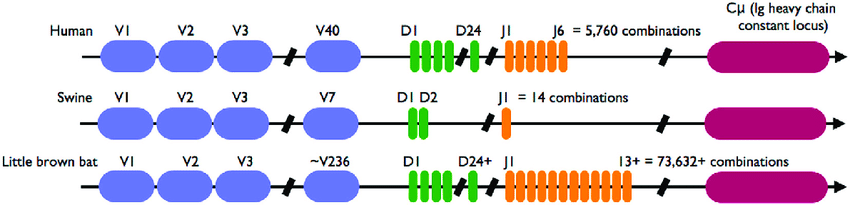 Cμ (Ig heavy chain
constant locus)
Human V1 V2 V3 V40 D1 D24 J1 J6 = 5,760 combinations
Swine V1 V2 V3 V7 D1 D2 J1 = 14 combinations
Little brown bat V1 V2 V3 ~V236 D1 D24+ J1 13+ = 73,632+ combinations